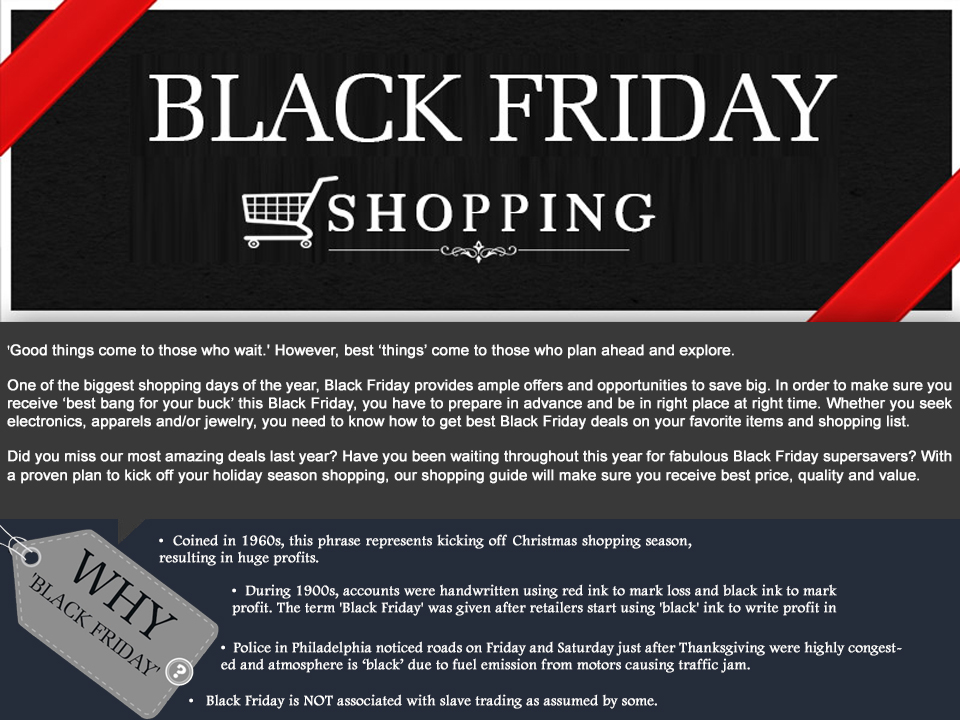 BLACK FRIDAY
SHOPPING
'Good things come to those who wait.' However, best ‘things’ come to those who plan ahead and explore.
One of the biggest shopping days of the year, Black Friday provides ample offers and opportunities to save big. In order to make sure you
receive ‘best bang for your buck’ this Black Friday, you have to prepare in advance and be in right place at right time. Whether you seek
electronics, apparels and/or jewelry, you need to know how to get best Black Friday deals on your favorite items and shopping list.
Did you miss our most amazing deals last year? Have you been waiting throughout this year for fabulous Black Friday supersavers? With
a proven plan to kick off your holiday season shopping, our shopping guide will make sure you receive best price, quality and value.
WHY
'BLACK FRIDAY'
?
• Coined in 1960s, this phrase represents kicking off Christmas shopping season,
resulting in huge profits.
• During 1900s, accounts were handwritten using red ink to mark loss and black ink to mark
profit. The term 'Black Friday' was given after retailers start using 'black' ink to write profit in
• Police in Philadelphia noticed roads on Friday and Saturday just after Thanksgiving were highly congest-
ed and atmosphere is ‘black’ due to fuel emission from motors causing traffic jam.
• Black Friday is NOT associated with slave trading as assumed by some.